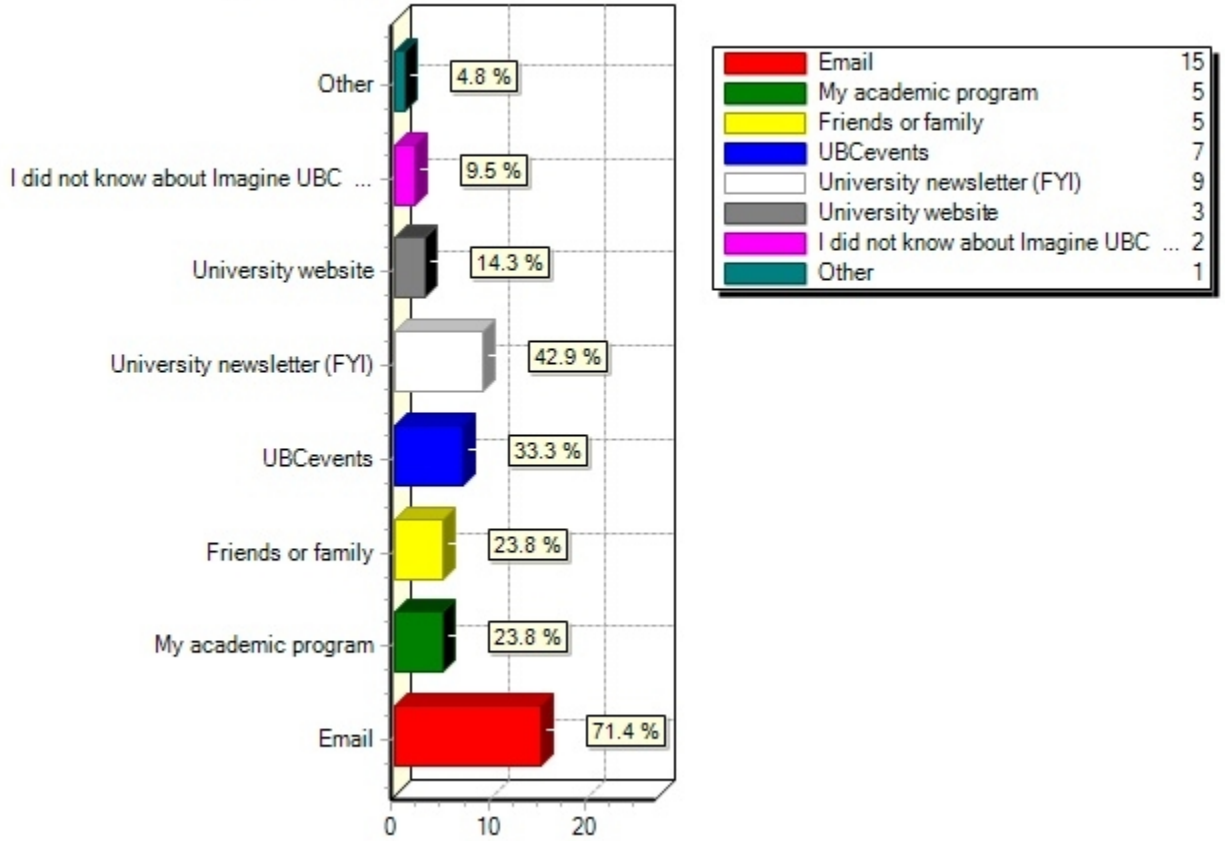 Other
4.8 %
I did not know about Imagine UBC ...
9.5 %
University website
14.3 %
University newsletter (FYI)
42.9 %
UBCevents
33.3 %
Friends or family
23.8 %
My academic program
23.8 %
Email
71.4 %
0 10 20
Email 15
My academic program 5
Friends or family 5
UBCevents 7
University newsletter (FYI) 9
University website 3
I did not know about Imagine UBC ... 2
Other 1